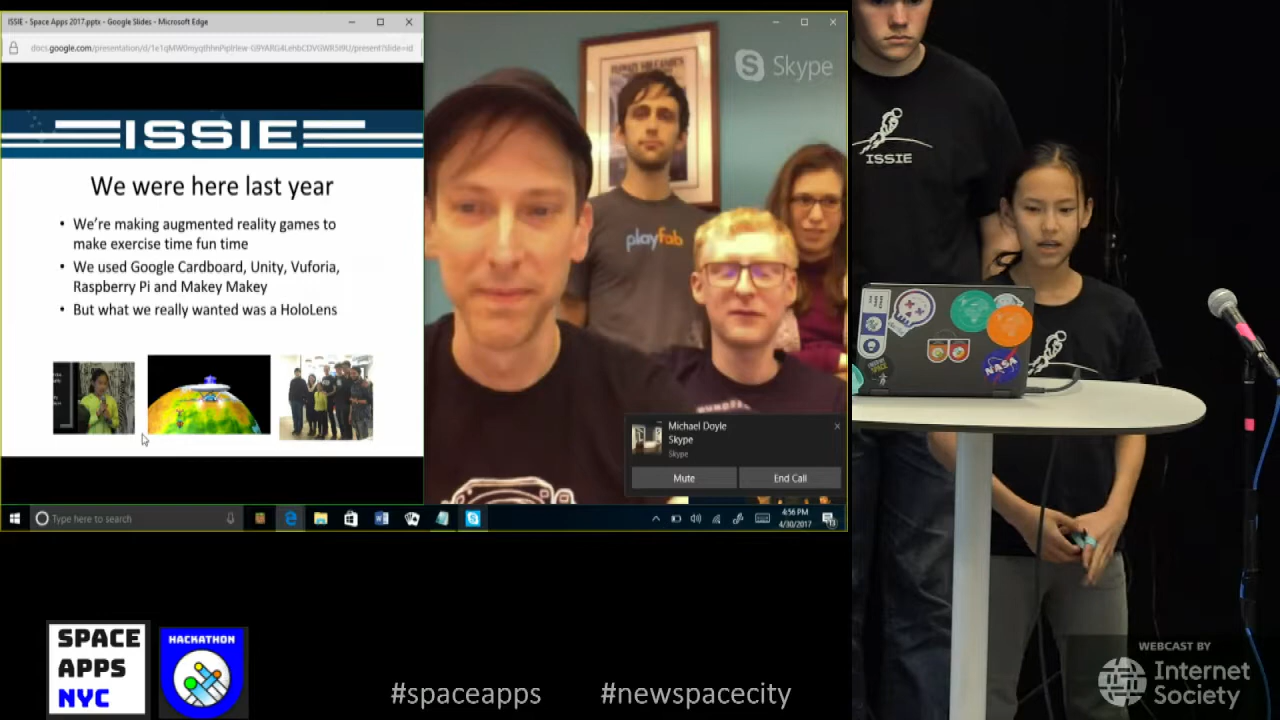 ISSIE - Space Apps 2017.pptx - Google Slides - Microsoft Edge
ISSIE
We were here last year
• We're making augmented reality games to
make exercise time fun time
• We used Google Cardboard, Unity, Vuforia,
Raspberry Pi and Makey Makey
• But what we really wanted was a HoloLens
Type here to search
Skype
playfab
Michael Doyle
Skype
Skype
Mute
End Call
4:56 PM
4/30/2017
ISSIE
NASA
SPACE
APPS
NYC
HACKATHON
#spaceapps
#newspacecity
WEBCAST BY
Internet
Society